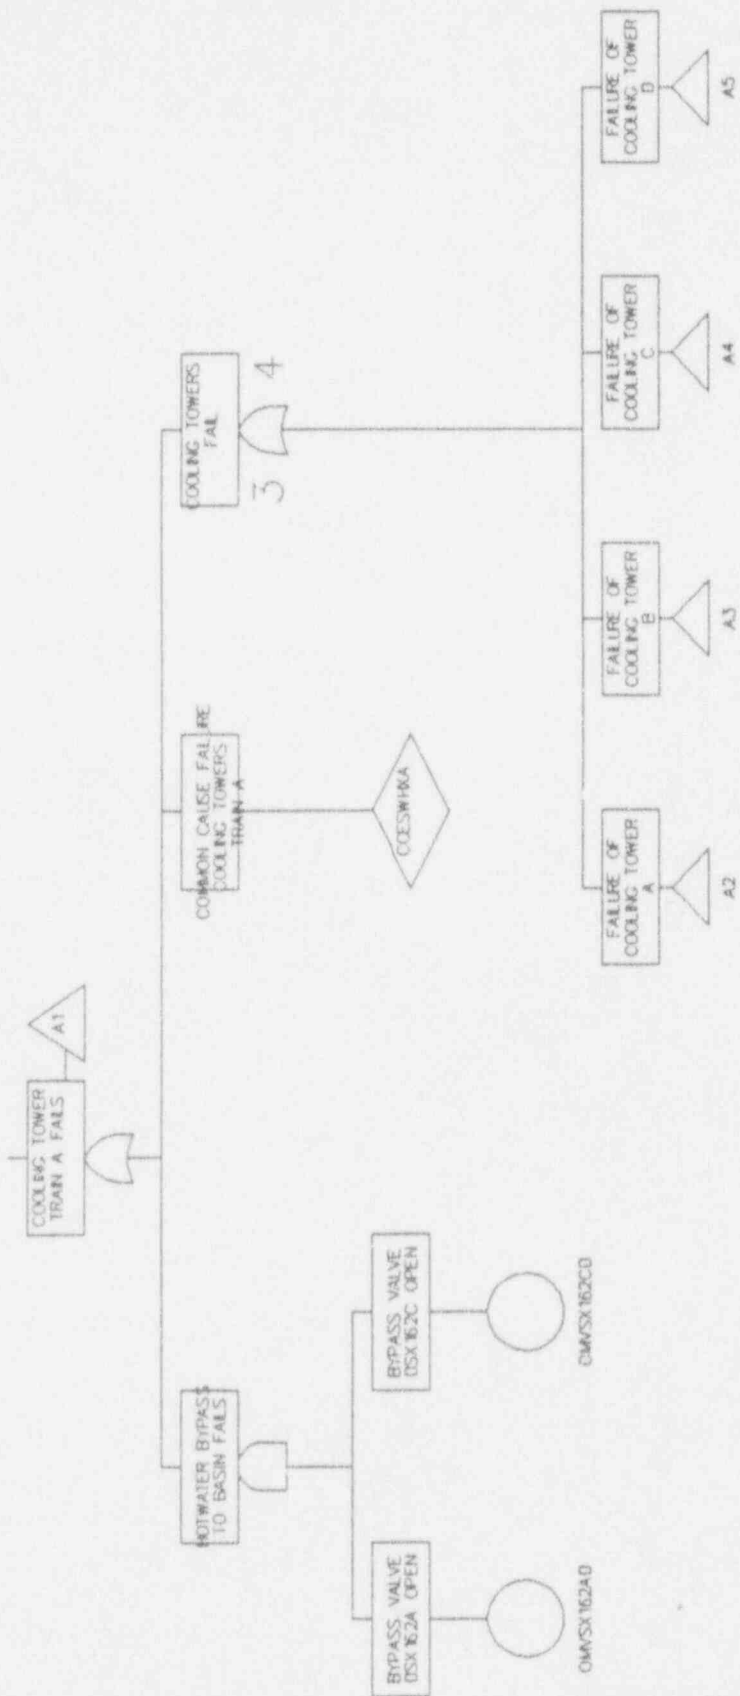 COOLING TOWER
TRAIN A FAILS
A1
HOTWATER BYPASS
TO BASIN FAILS
COMMON CAUSE FAILURE
COOLING TOWERS
TRAIN A
COOLING TOWERS
FAIL
3 4
BYPASS VALVE
0SX162A OPEN
BYPASS VALVE
0SX162C OPEN
CCESWHXA
0MVSX162AO
0MVSX162CO
FAILURE OF
COOLING TOWER
A
FAILURE OF
COOLING TOWER
B
FAILURE OF
COOLING TOWER
C
FAILURE OF
COOLING TOWER
D
A2
A3
A4
A5